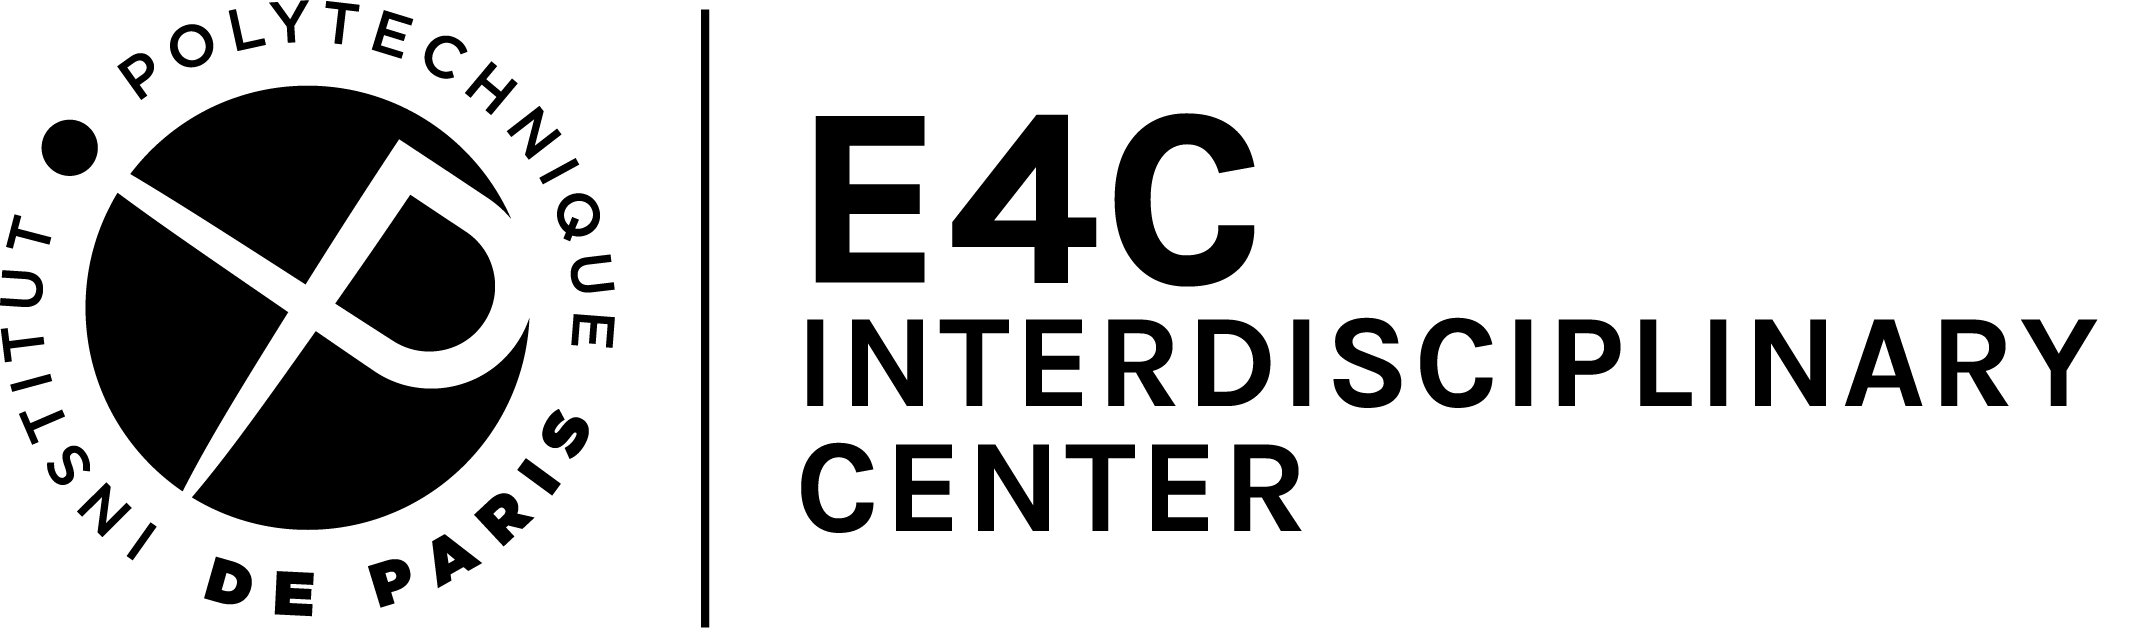 INSTITUT POLYTECHNIQUE DE PARIS
E4C
INTERDISCIPLINARY
CENTER